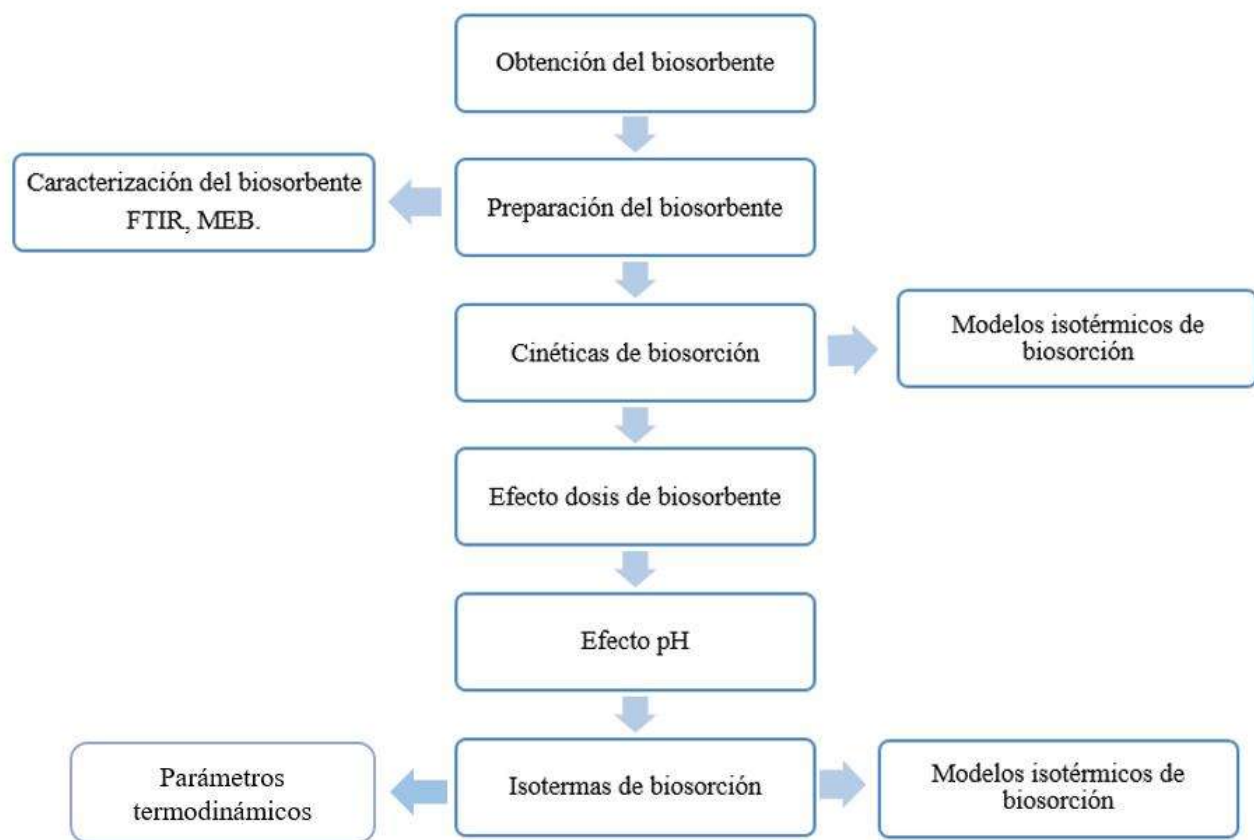 Obtención del biosorbente
Caracterización del biosorbente
FTIR, MEB.
Preparación del biosorbente
Cinéticas de biosorción
Modelos isotérmicos de
biosorción
Efecto dosis de biosorbente
Efecto pH
Parámetros
termodinámicos
Isotermas de biosorción
Modelos isotérmicos de
biosorción